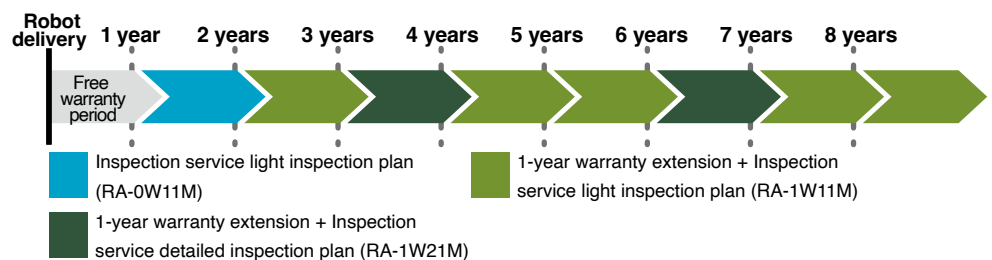 Robot
delivery
1 year 2 years 3 years 4 years 5 years 6 years 7 years 8 years
Free
warranty
period
Inspection service light inspection plan
(RA-0W11M)
1-year warranty extension + Inspection
service detailed inspection plan (RA-1W21M)
1-year warranty extension + Inspection
service light inspection plan (RA-1W11M)